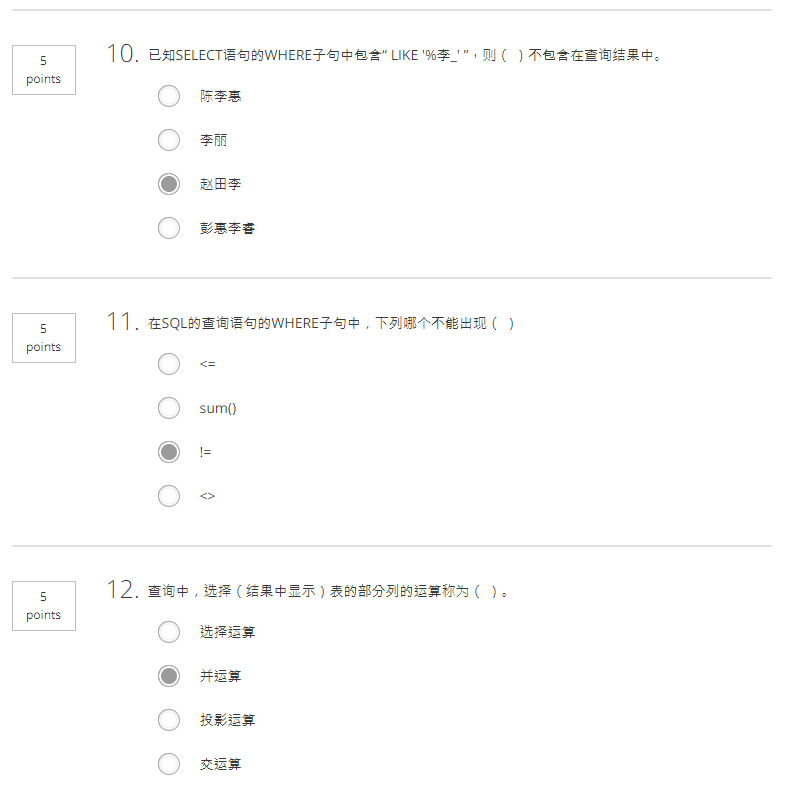 5
points
10. 已知SELECT语句的WHERE子句中包含“ LIKE '%李_' ”，则（ ）不包含在查询结果中。
陈李惠
李丽
赵田李
彭惠李睿
5
points
11. 在SQL的查询语句的WHERE子句中，下列哪个不能出现（ ）
<=
sum()
!=
<>
5
points
12. 查询中，选择（结果中显示）表的部分列的运算称为（ ）。
选择运算
并运算
投影运算
交运算